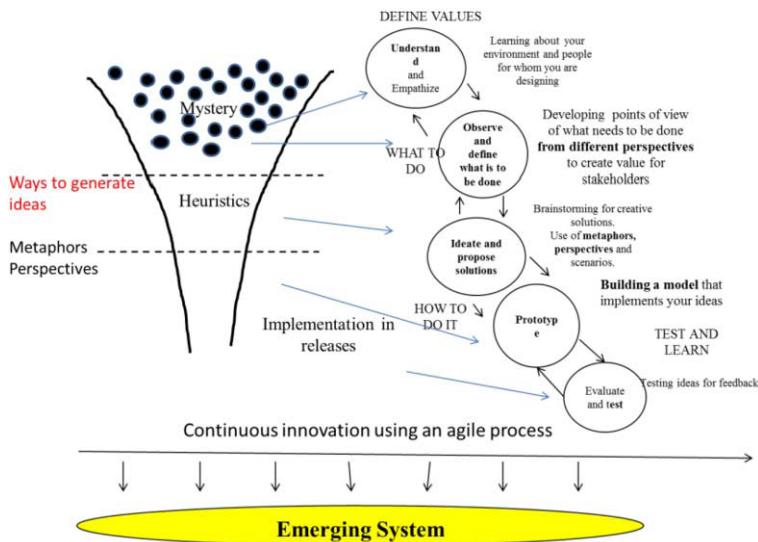 DEFINE VALUES
Understan
d
and
Empathize
Learning about your
environment and people
for whom you are
designing
Mystery
Observe
and
define
what is to
be done
Developing points of view
of what needs to be done
from different perspectives
to create value for
stakeholders
WHAT TO
DO
Ways to generate
ideas
Heuristics
Metaphors
Perspectives
Ideate and
propose
solutions
Brainstorming for creative
solutions.
Use of metaphors,
perspectives and
scenarios.
Building a model that
implements your ideas
HOW TO
DO IT
Prototyp
e
Implementation in
releases
TEST AND
LEARN
Evaluate
and test
Testing ideas for feedback
Continuous innovation using an agile process
Emerging System